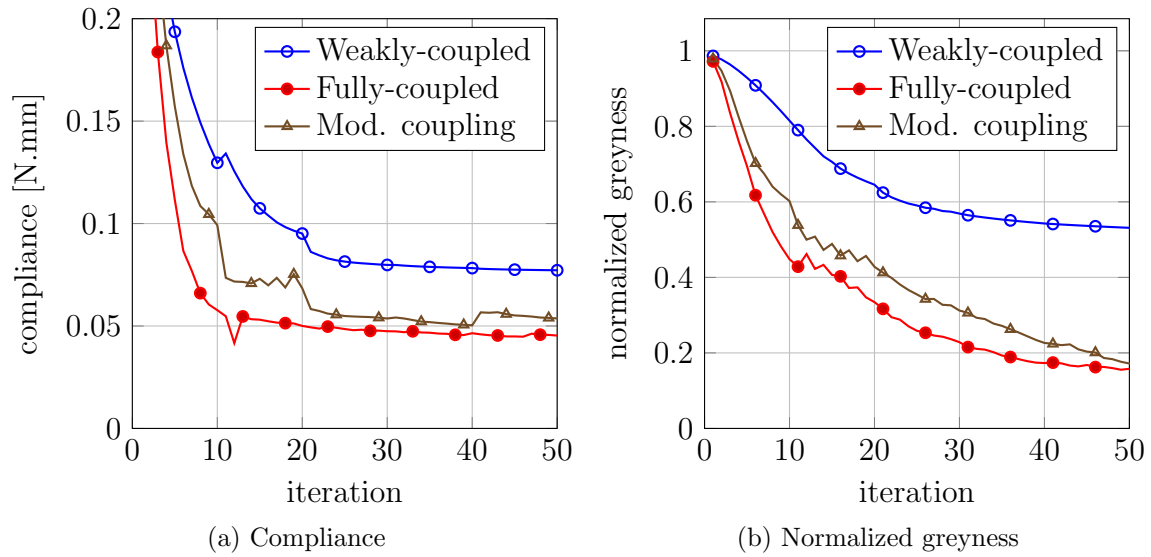 0.2
0.15
0.1
0.05
0
0
10
20
30
40
50
compliance [N.mm]
iteration
Weakly-coupled
Fully-coupled
Mod. coupling
(a) Compliance
1
0.8
0.6
0.4
0.2
0
0
10
20
30
40
50
normalized greyness
iteration
Weakly-coupled
Fully-coupled
Mod. coupling
(b) Normalized greyness